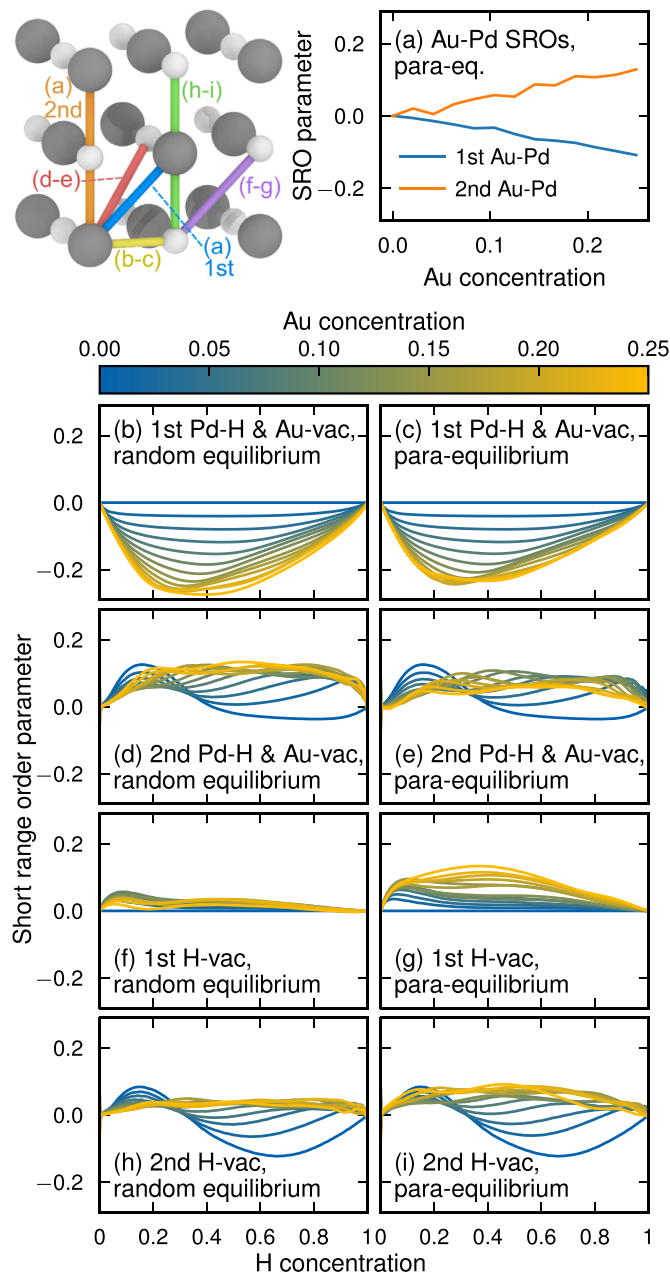 (a)
2nd
(h-i)
(d-e)
(f-g)
(b-c)
(a)
1st
SRO parameter
0.2
0.0
−0.2
(a) Au-Pd SROs,
para-eq.
1st Au-Pd
2nd Au-Pd
0.0 0.1 0.2
Au concentration
Au concentration
0.00 0.05 0.10 0.15 0.20 0.25
Short range order parameter
0.2
0.0
−0.2
(b) 1st Pd-H & Au-vac,
random equilibrium
(c) 1st Pd-H & Au-vac,
para-equilibrium
0.2
0.0
−0.2
(d) 2nd Pd-H & Au-vac,
random equilibrium
(e) 2nd Pd-H & Au-vac,
para-equilibrium
0.2
0.0
−0.2
(f) 1st H-vac,
random equilibrium
(g) 1st H-vac,
para-equilibrium
0.2
0.0
−0.2
(h) 2nd H-vac,
random equilibrium
(i) 2nd H-vac,
para-equilibrium
0 0.2 0.4 0.6 0.8 1 0 0.2 0.4 0.6 0.8 1
H concentration